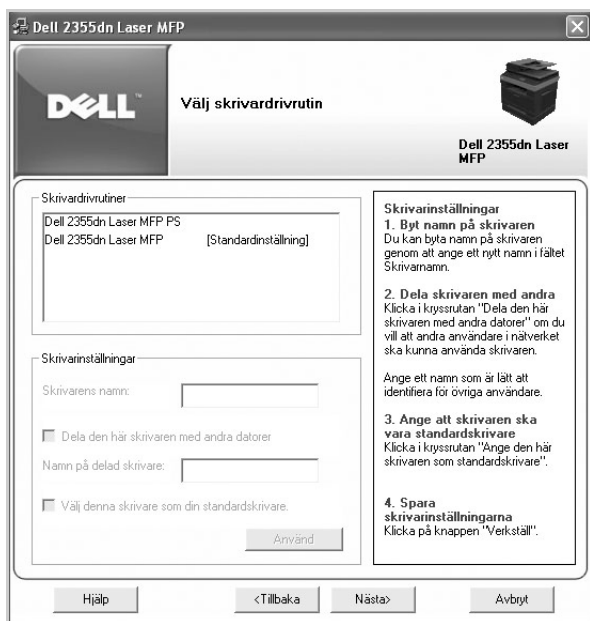 Dell 2355dn Laser MFP
DELL™
Välj skrivardrivrutin
Dell 2355dn Laser
MFP
Skrivardrivrutiner
Dell 2355dn Laser MFP PS
Dell 2355dn Laser MFP [Standardinställning]
Skrivarinställningar
Skrivarens namn:
Dela den här skrivaren med andra datorer
Namn på delad skrivare:
Välj denna skrivare som din standardskrivare.
Använd
Skrivarinställningar
1. Byt namn på skrivaren
Du kan byta namn på skrivaren
genom att ange ett nytt namn i fältet
Skrivarnamn.
2. Dela skrivaren med andra
Klicka i kryssrutan "Dela den här
skrivaren med andra datorer" om du
vill att andra användare i nätverket
ska kunna använda skrivaren.
Ange ett namn som är lätt att
identifiera för övriga användare.
3. Ange att skrivaren ska
vara standardskrivare
Klicka i kryssrutan "Ange den här
skrivaren som standardskrivare".
4. Spara
skrivarinställningarna
Klicka på knappen "Verkställ".
Hjälp
<Tillbaka
Nästa>
Avbryt